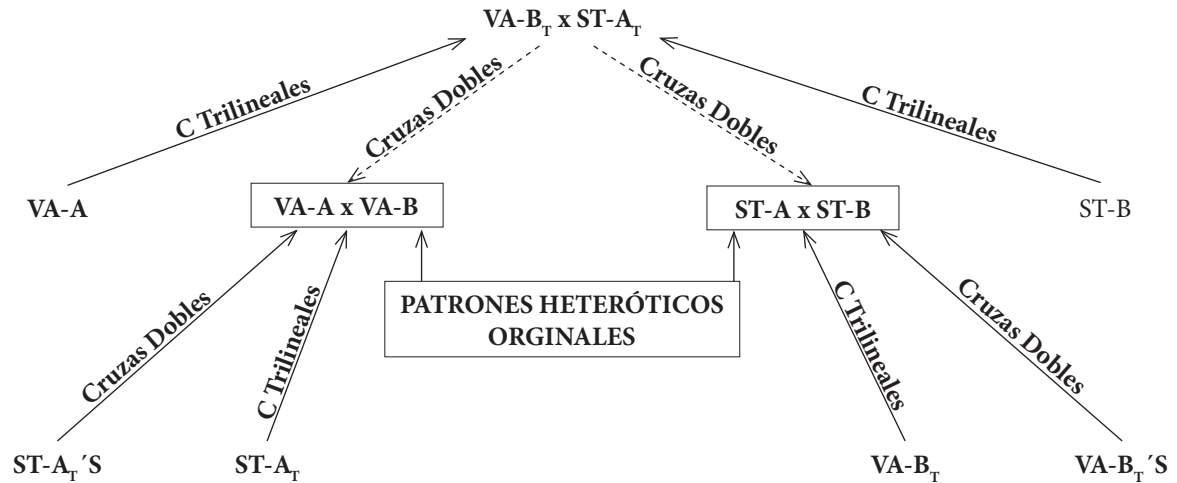 VA-B_T x ST-A_T
C Trilineales
Cruzas Dobles
Cruzas Dobles
C Trilineales
VA-A
VA-A x VA-B
ST-A x ST-B
ST-B
PATRONES HETERÓTICOS
ORGINALES
Cruzas Dobles
C Trilineales
C Trilineales
Cruzas Dobles
ST-A_T´S
ST-A_T
VA-B_T
VA-B_T´S